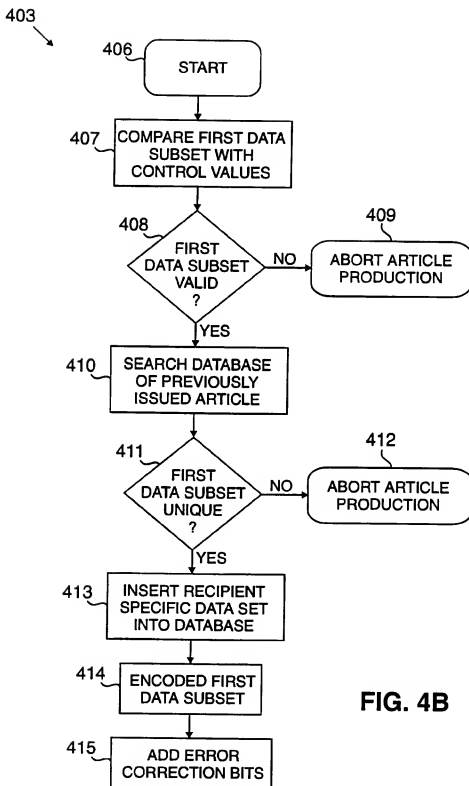 403
406
START
407
COMPARE FIRST DATA
SUBSET WITH
CONTROL VALUES
408
FIRST
DATA SUBSET
VALID
?
NO
409
ABORT ARTICLE
PRODUCTION
YES
410
SEARCH DATABASE
OF PREVIOUSLY
ISSUED ARTICLE
411
FIRST
DATA SUBSET
UNIQUE
?
NO
412
ABORT ARTICLE
PRODUCTION
YES
413
INSERT RECIPIENT
SPECIFIC DATA SET
INTO DATABASE
414
ENCODED FIRST
DATA SUBSET
415
ADD ERROR
CORRECTION BITS
FIG. 4B